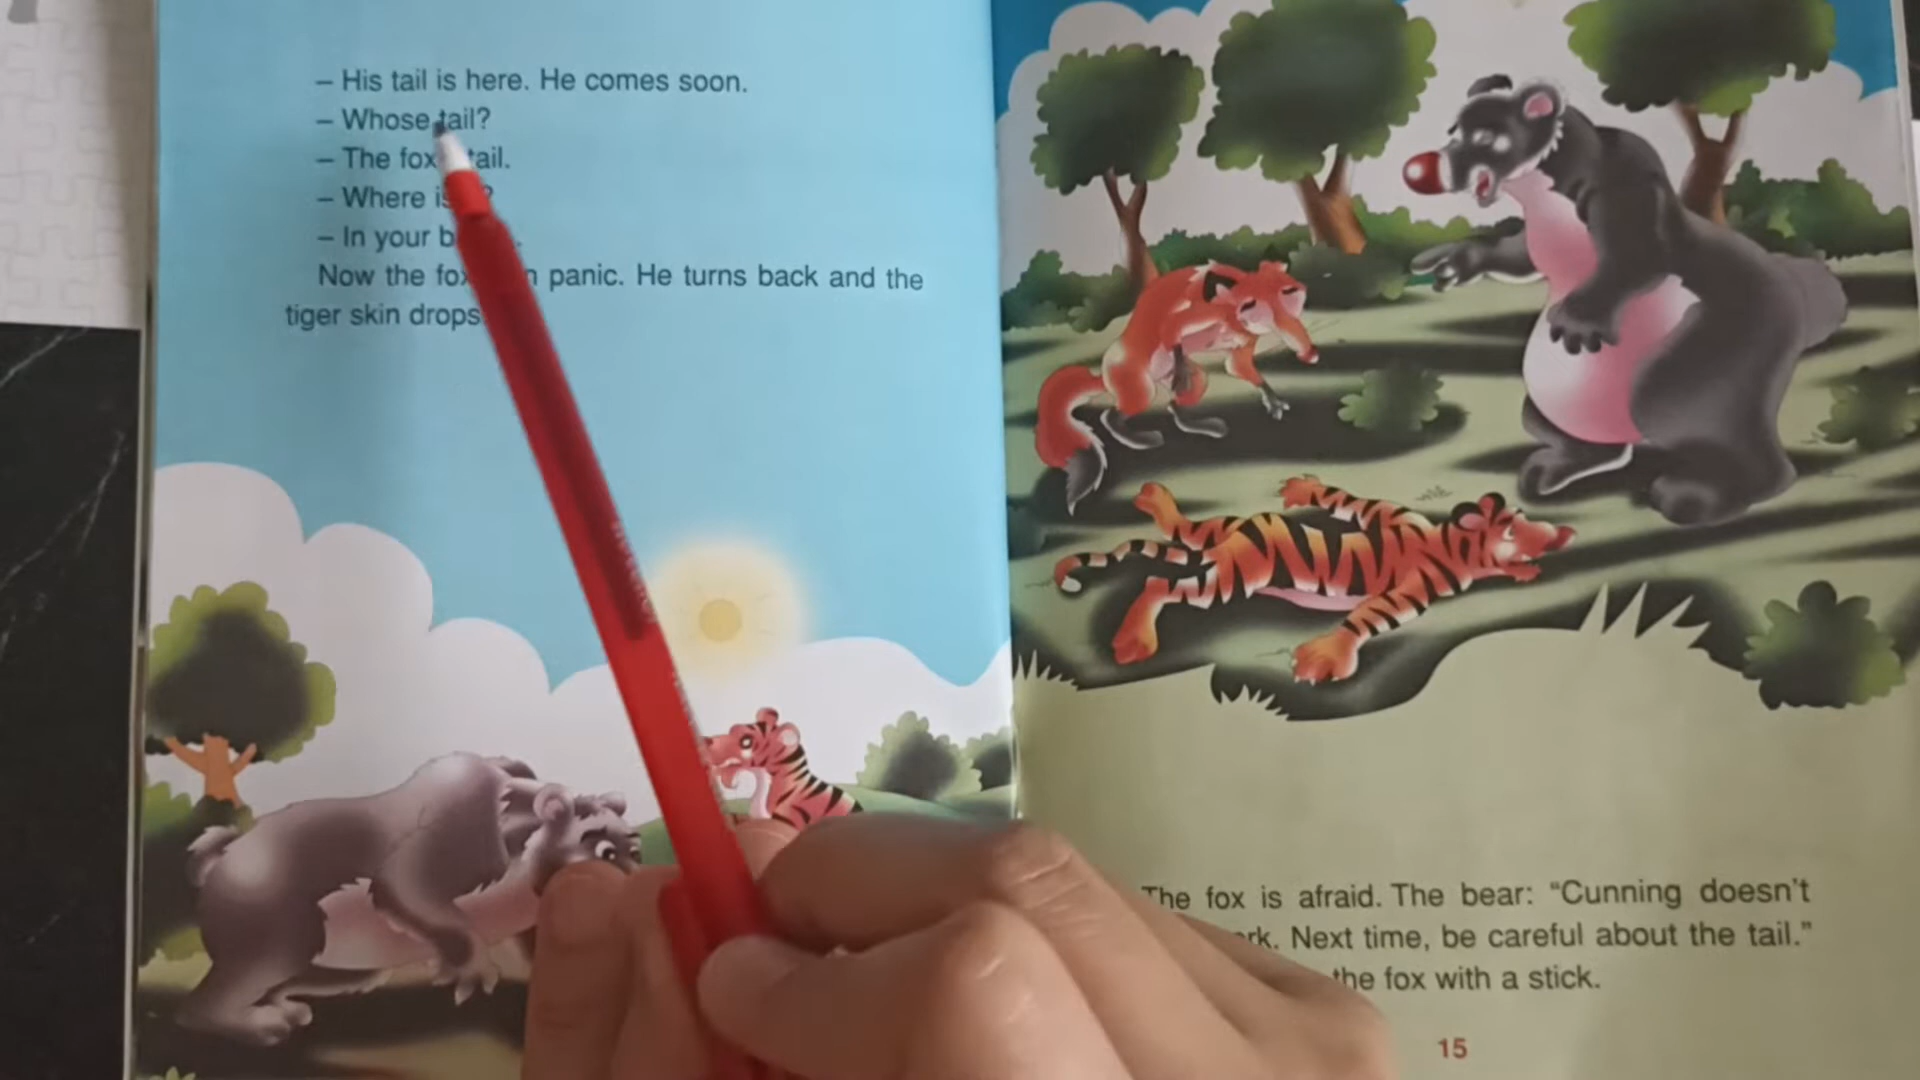 – His tail is here. He comes soon.
– Whose tail?
– The fox tail.
– Where
– In your
Now the panic. He turns back and the
tiger skin drops
The fox is afraid. The bear: “Cunning doesn’t
Next time, be careful about the tail.”
the fox with a stick.
15